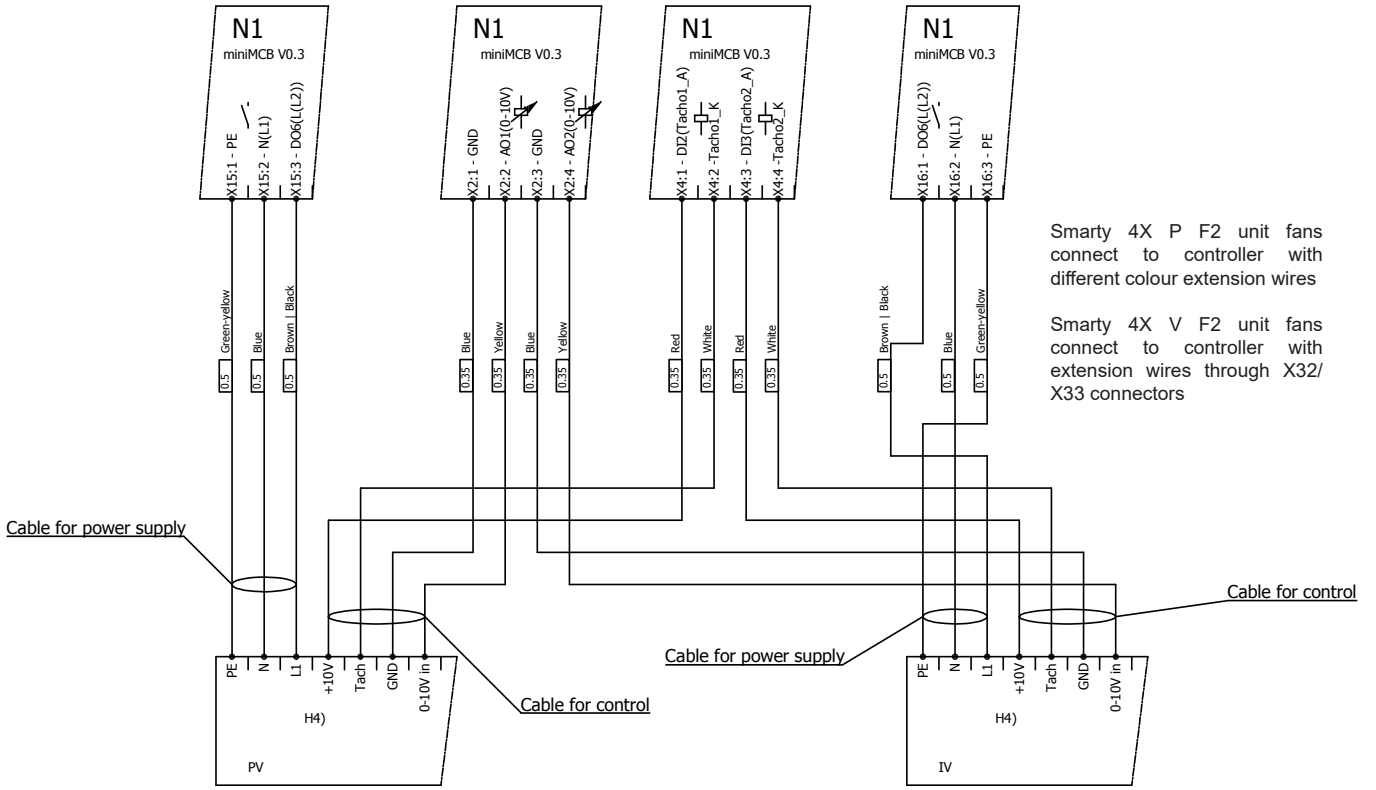 N1
miniMCB V0.3
X15:1 - PE
X15:2 - N(L1)
X15:3 - DO6(L(L2))
N1
miniMCB V0.3
X2:1 - GND
X2:2 - AO1(0-10V)
X2:3 - GND
X2:4 - AO2(0-10V)
N1
miniMCB V0.3
X4:1 - DI2(Tacho1_A)
X4:2 -Tacho1_K
X4:3 - DI3(Tacho2_A)
X4:4 -Tacho2_K
N1
miniMCB V0.3
X16:1 - DO6(L(L2))
X16:2 - N(L1)
X16:3 - PE
Smarty 4X P F2 unit fans
connect to controller with
different colour extension wires
Smarty 4X V F2 unit fans
connect to controller with
extension wires through X32/
X33 connectors
0.5 Green-yellow
0.5 Blue
0.5 Brown | Black
0.35 Blue
0.35 Yellow
0.35 Blue
0.35 Yellow
0.35 Red
0.35 White
0.35 Red
0.35 White
0.5 Brown | Black
0.5 Blue
0.5 Green-yellow
Cable for power supply
Cable for control
Cable for power supply
Cable for control
PE
N
L1
+10V
Tach
GND
0-10V in
H4)
PV
PE
N
L1
+10V
Tach
GND
0-10V in
H4)
IV